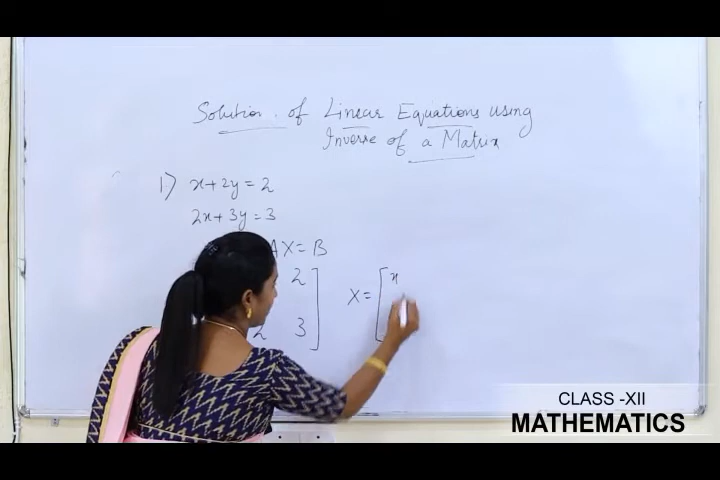 Solution of Linear Equations using
Inverse of a Matrix
1) x+2y=2
2x+3y=3
AX=B
2
2 3
X=[x
CLASS -XII
MATHEMATICS